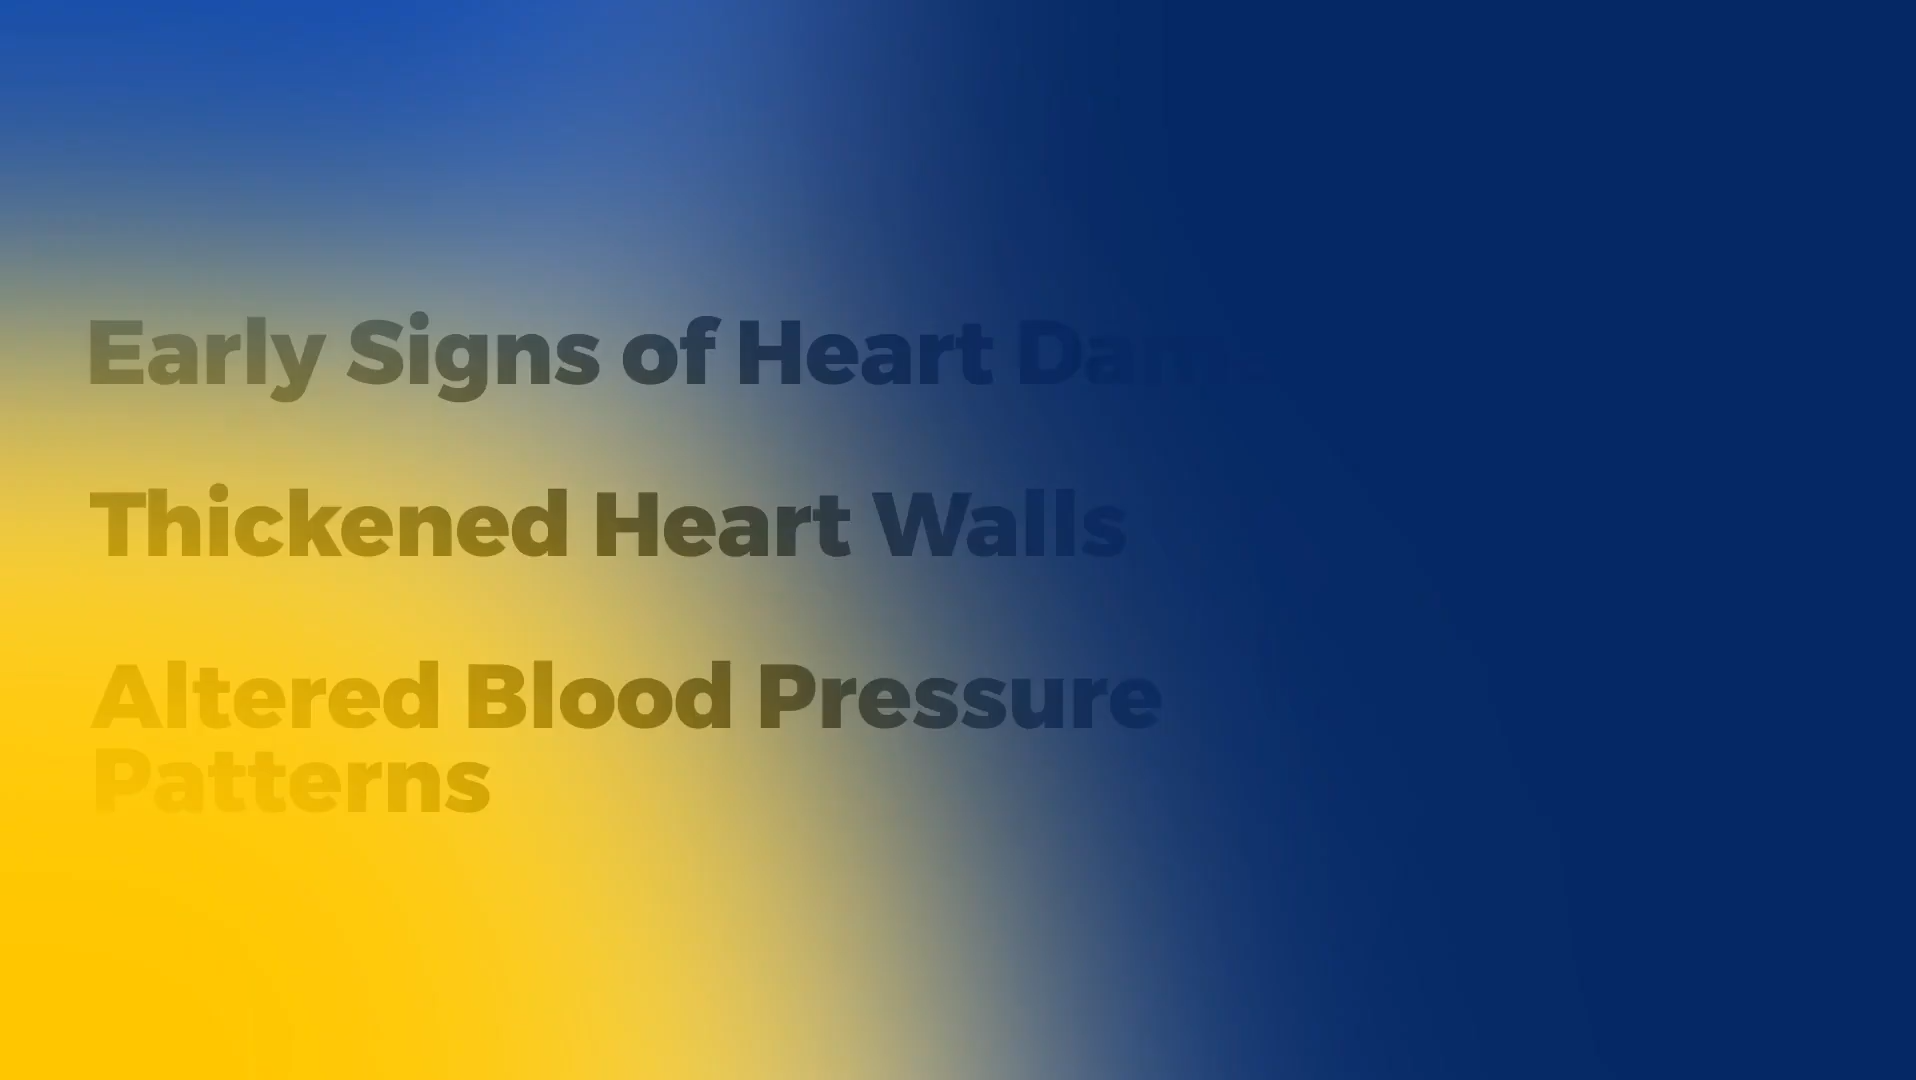 Early Signs of Heart
Thickened Heart Walls
Altered Blood Pressure
Patterns